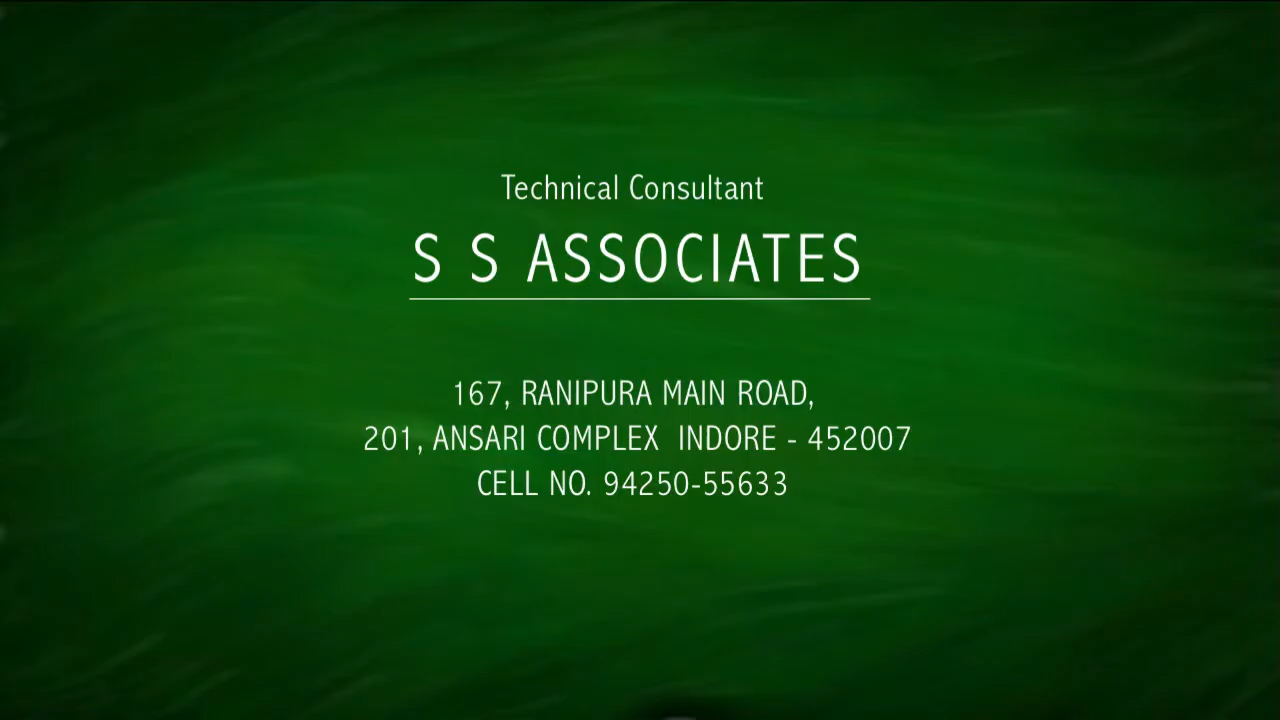 Technical Consultant
S S ASSOCIATES
167, RANIPURA MAIN ROAD,
201, ANSARI COMPLEX  INDORE - 452007
CELL NO. 94250-55633